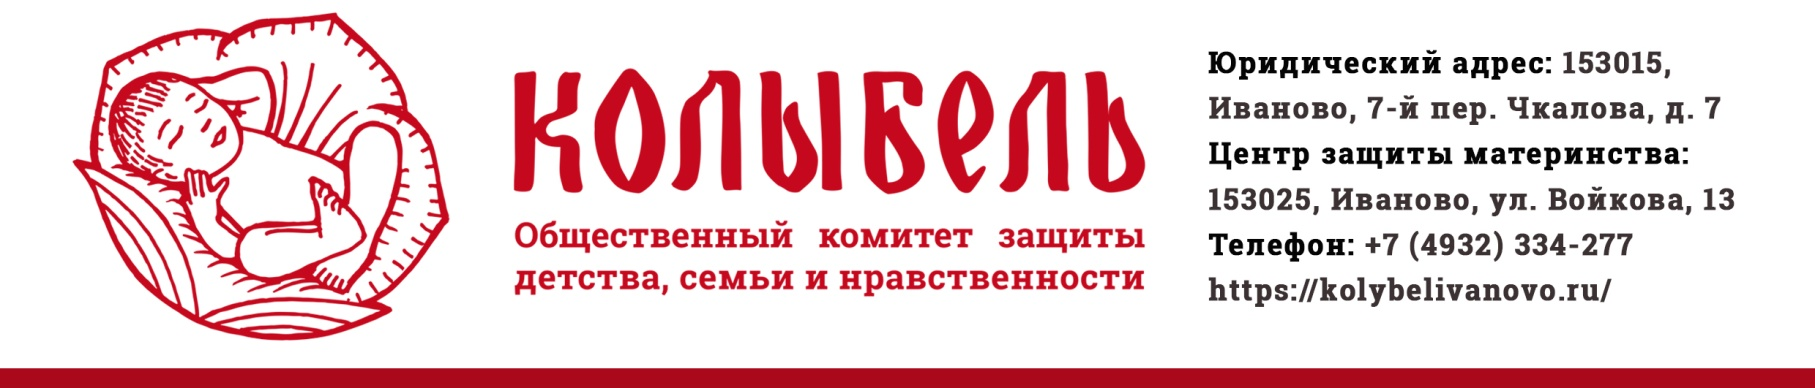 КОЛЫБЕЛЬ
Общественный комитет защиты
детства, семьи и нравственности
Юридический адрес: 153015,
Иваново, 7-й пер. Чкалова, д. 7
Центр защиты материнства:
153025, Иваново, ул. Войкова, 13
Телефон: +7 (4932) 334-277
https://kolybelivanovo.ru/